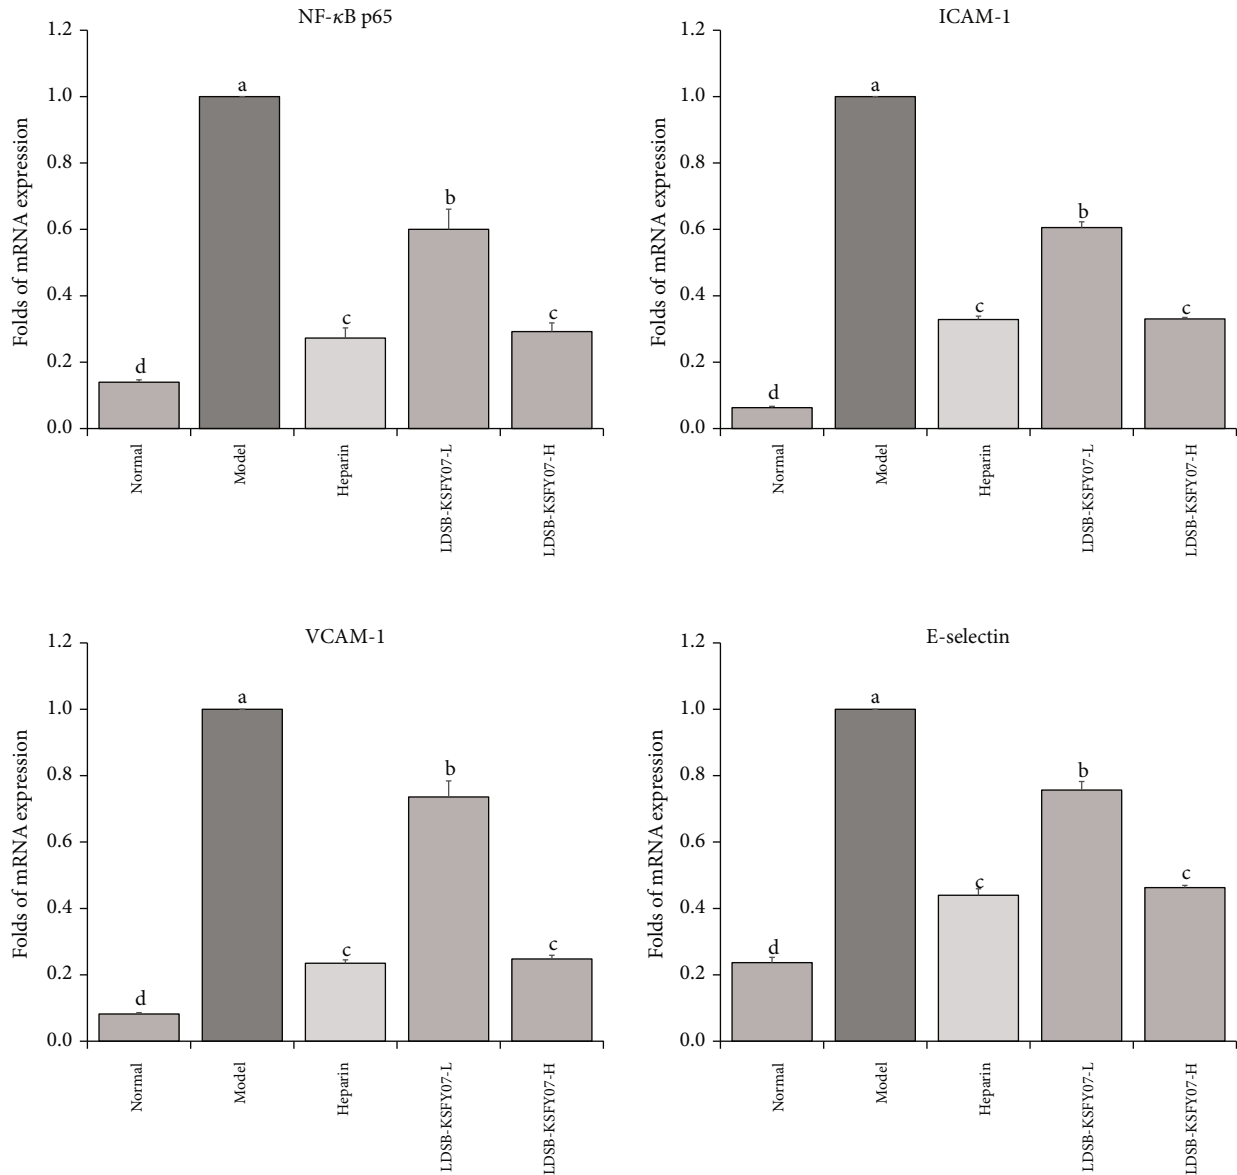 NF-κB p65
1.2
1.0
0.8
0.6
0.4
0.2
0.0
Folds of mRNA expression
d
a
c
b
c
Normal
Model
Heparin
LDSB-KSFY07-L
LDSB-KSFY07-H
ICAM-1
1.2
1.0
0.8
0.6
0.4
0.2
0.0
Folds of mRNA expression
d
a
c
b
c
Normal
Model
Heparin
LDSB-KSFY07-L
LDSB-KSFY07-H
VCAM-1
1.2
1.0
0.8
0.6
0.4
0.2
0.0
Folds of mRNA expression
d
a
c
b
c
Normal
Model
Heparin
LDSB-KSFY07-L
LDSB-KSFY07-H
E-selectin
1.2
1.0
0.8
0.6
0.4
0.2
0.0
Folds of mRNA expression
d
a
c
b
c
Normal
Model
Heparin
LDSB-KSFY07-L
LDSB-KSFY07-H